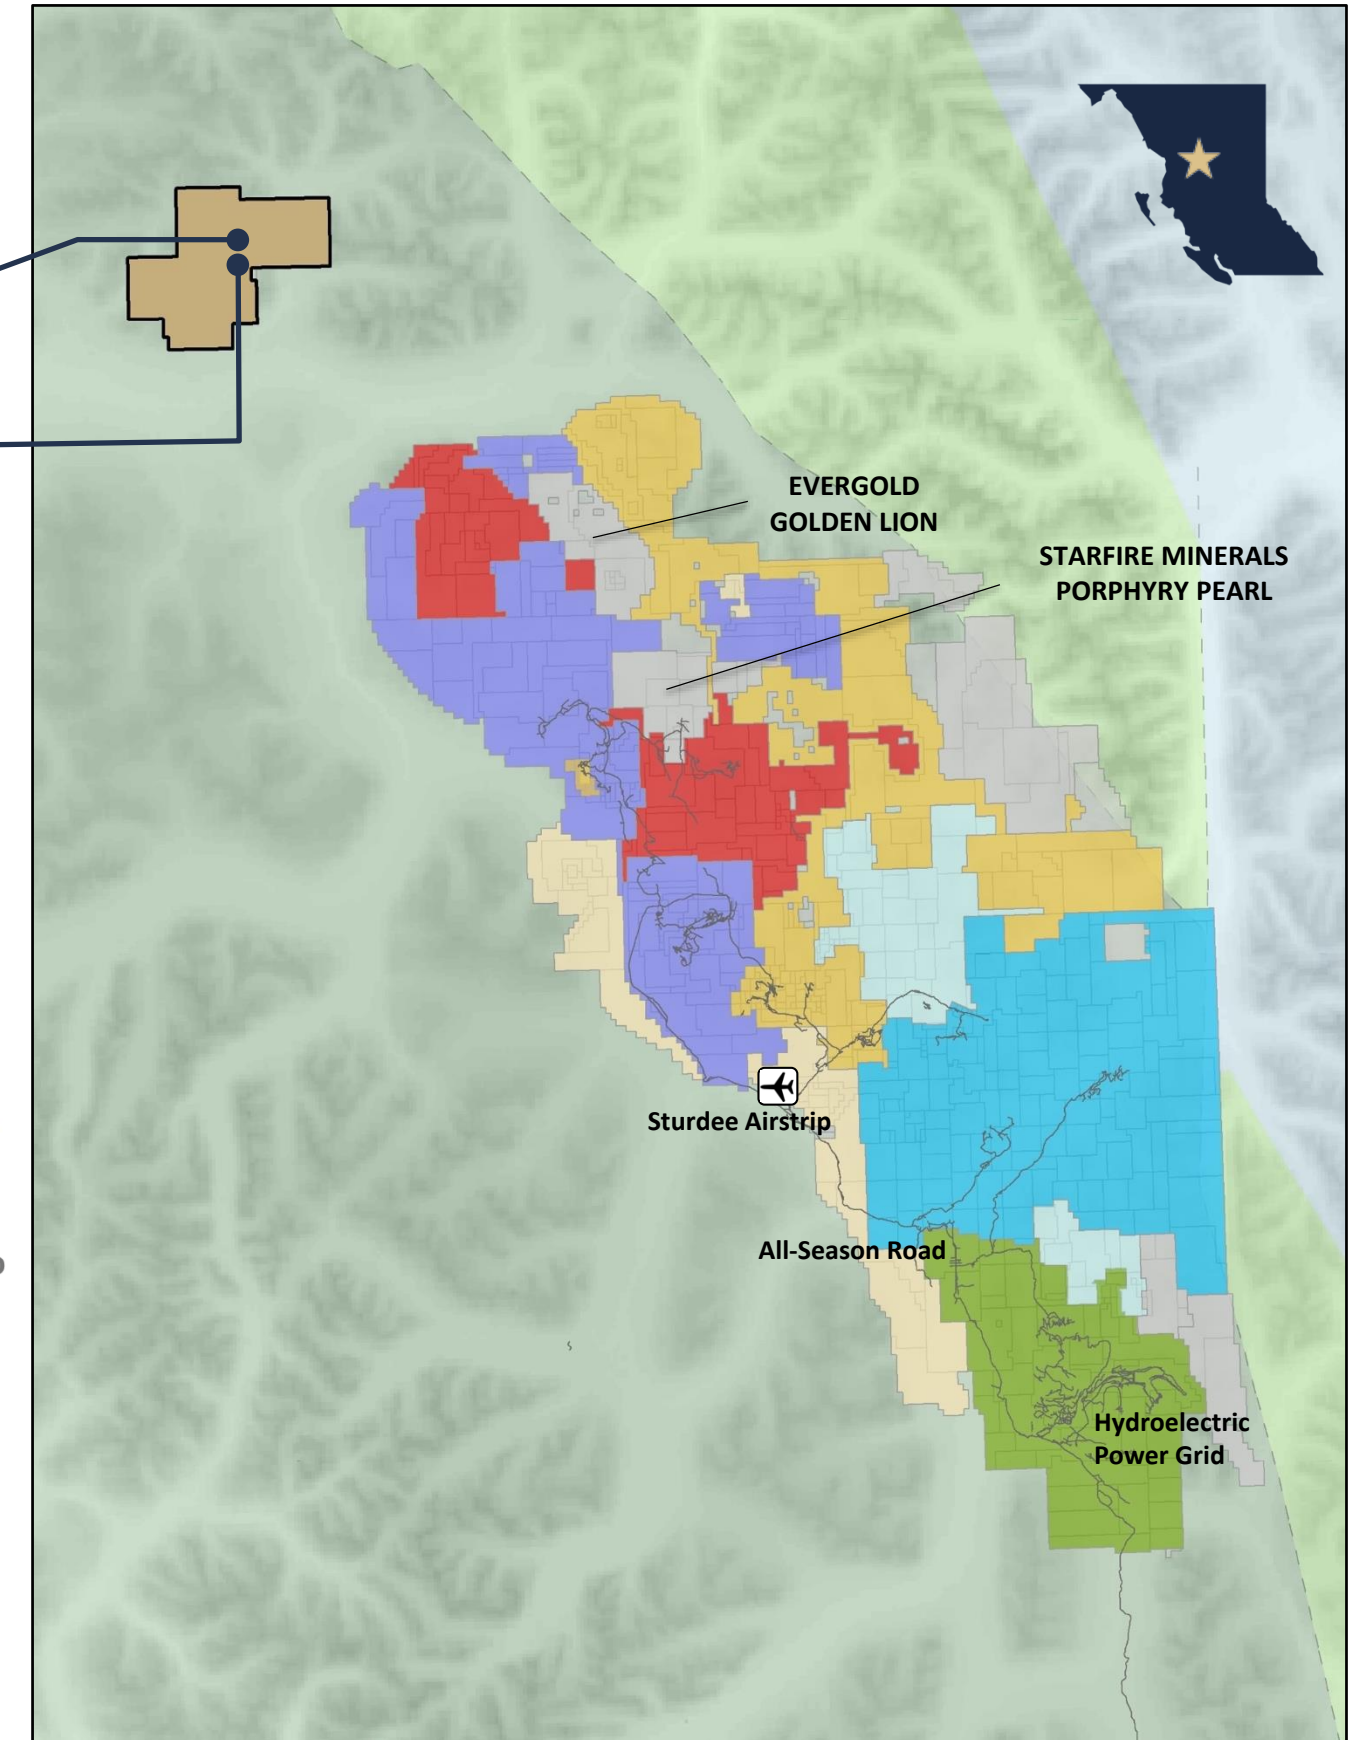 EVERGOLD
GOLDEN LION
STARFIRE MINERALS
PORPHYRY PEARL
Sturdee Airstrip
All-Season Road
Hydroelectric
Power Grid